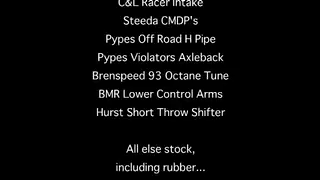 C&L Racer Intake
Steeda CMDP's
Pypes Off Road H Pipe
Pypes Violators Axleback
Brenspeed 93 Octane Tune
BMR Lower Control Arms
Hurst Short Throw Shifter
All else stock,
including rubber...